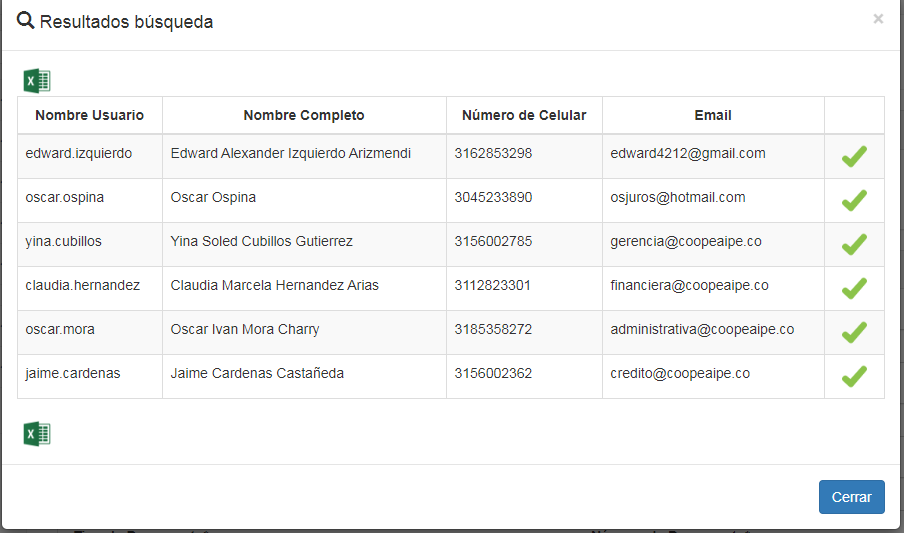 Resultados búsqueda
Nombre Usuario Nombre Completo Número de Celular Email
edward.izquierdo Edward Alexander Izquierdo Arizmendi 3162853298 edward4212@gmail.com
oscar.ospina Oscar Ospina 3045233890 osjuros@hotmail.com
yina.cubillos Yina Soled Cubillos Gutierrez 3156002785 gerencia@coopeaipe.co
claudia.hernandez Claudia Marcela Hernandez Arias 3112823301 financiera@coopeaipe.co
oscar.mora Oscar Ivan Mora Charry 3185358272 administrativa@coopeaipe.co
jaime.cardenas Jaime Cardenas Castañeda 3156002362 credito@coopeaipe.co
Cerrar